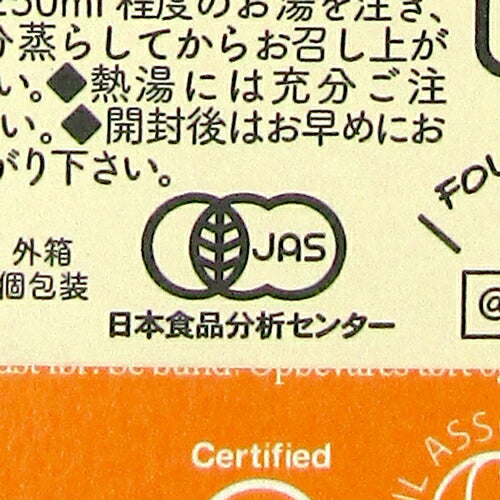 250ml 程度のお湯を注ぎ、
分蒸らしてからお召し上が
い。◆熱湯には充分ご注
い。◆開封後はお早めにお
がり下さい。
FOU
外箱
個包装
JAS
@
日本食品分析センター
Certified
LASS